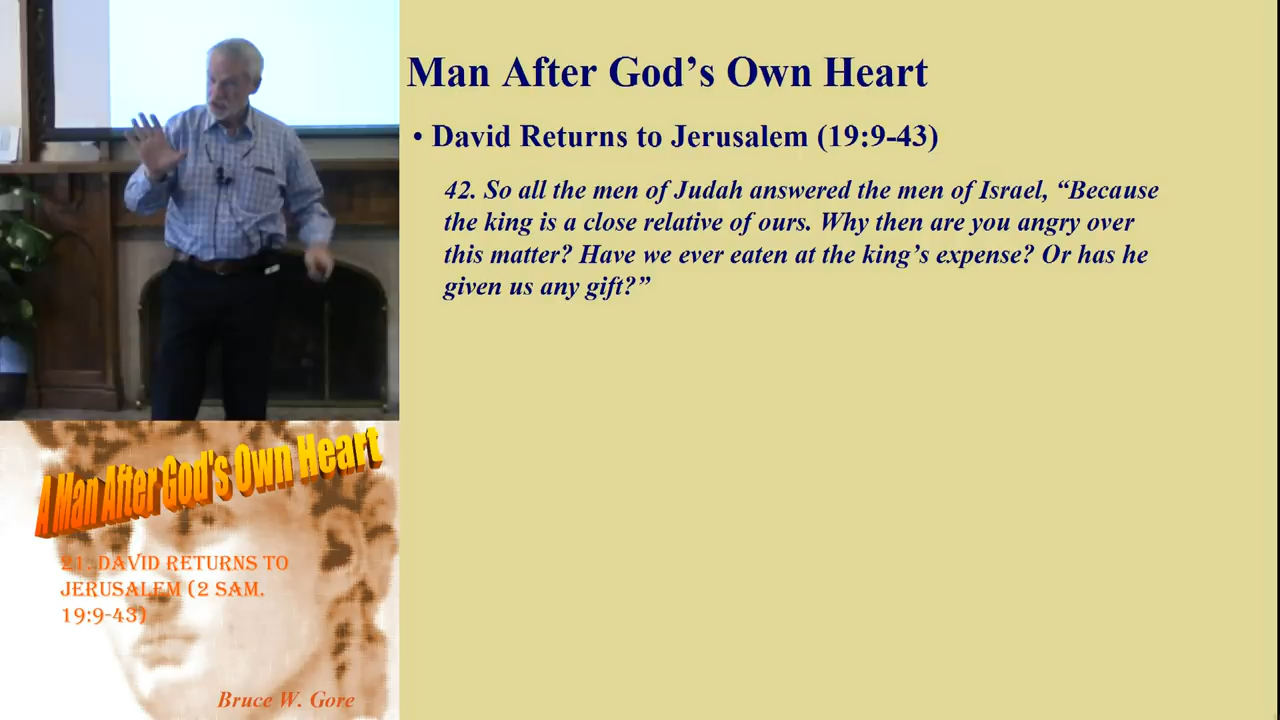 Man After God’s Own Heart
• David Returns to Jerusalem (19:9-43)
42. So all the men of Judah answered the men of Israel, “Because
the king is a close relative of ours. Why then are you angry over
this matter? Have we ever eaten at the king’s expense? Or has he
given us any gift?”
A Man After God's Own Heart
21. DAVID RETURNS TO
JERUSALEM (2 SAM.
19:9-43)
Bruce W. Gore